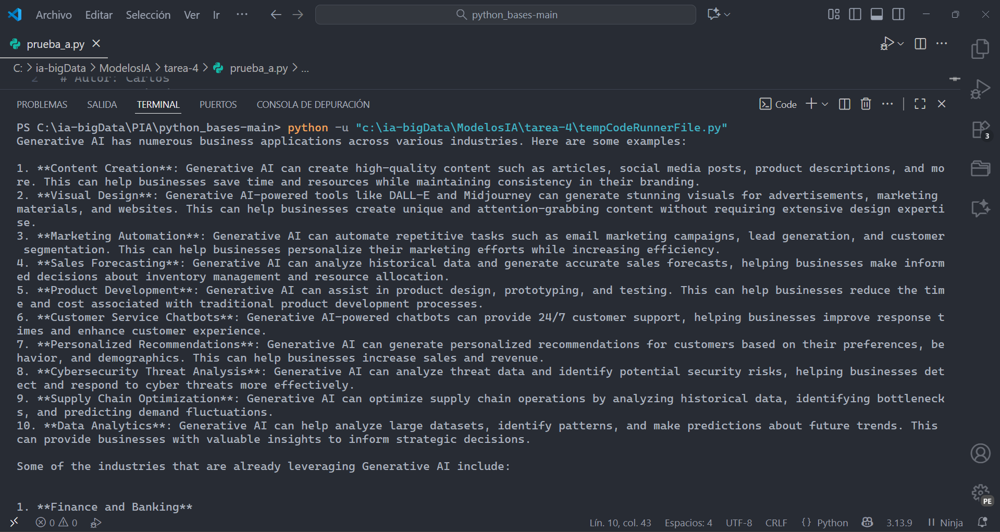 Archivo Editar Selección Ver Ir ··· python_bases-main
prueba_a.py
C: > ia-bigData > ModelosIA > tarea-4 > prueba_a.py > ...
2 # Autor: Carlos
PROBLEMAS SALIDA TERMINAL PUERTOS CONSOLA DE DEPURACIÓN Code
PS C:\ia-bigData\PIA\python_bases-main> python -u "c:\ia-bigData\ModelosIA\tarea-4\tempCodeRunnerFile.py"
Generative AI has numerous business applications across various industries. Here are some examples:
1. **Content Creation**: Generative AI can create high-quality content such as articles, social media posts, product descriptions, and mo
re. This can help businesses save time and resources while maintaining consistency in their branding.
2. **Visual Design**: Generative AI-powered tools like DALL-E and Midjourney can generate stunning visuals for advertisements, marketing
materials, and websites. This can help businesses create unique and attention-grabbing content without requiring extensive design experti
se.
3. **Marketing Automation**: Generative AI can automate repetitive tasks such as email marketing campaigns, lead generation, and customer
segmentation. This can help businesses personalize their marketing efforts while increasing efficiency.
4. **Sales Forecasting**: Generative AI can analyze historical data and generate accurate sales forecasts, helping businesses make inform
ed decisions about inventory management and resource allocation.
5. **Product Development**: Generative AI can assist in product design, prototyping, and testing. This can help businesses reduce the tim
e and cost associated with traditional product development processes.
6. **Customer Service Chatbots**: Generative AI-powered chatbots can provide 24/7 customer support, helping businesses improve response t
imes and enhance customer experience.
7. **Personalized Recommendations**: Generative AI can generate personalized recommendations for customers based on their preferences, be
havior, and demographics. This can help businesses increase sales and revenue.
8. **Cybersecurity Threat Analysis**: Generative AI can analyze threat data and identify potential security risks, helping businesses det
ect and respond to cyber threats more effectively.
9. **Supply Chain Optimization**: Generative AI can optimize supply chain operations by analyzing historical data, identifying bottleneck
s, and predicting demand fluctuations.
10. **Data Analytics**: Generative AI can help analyze large datasets, identify patterns, and make predictions about future trends. This
can provide businesses with valuable insights to inform strategic decisions.
Some of the industries that are already leveraging Generative AI include:
1. **Finance and Banking**
0 0 Lín. 10, col. 43 Espacios: 4 UTF-8 CRLF {} Python 3.13.9 Ninja
3
PE